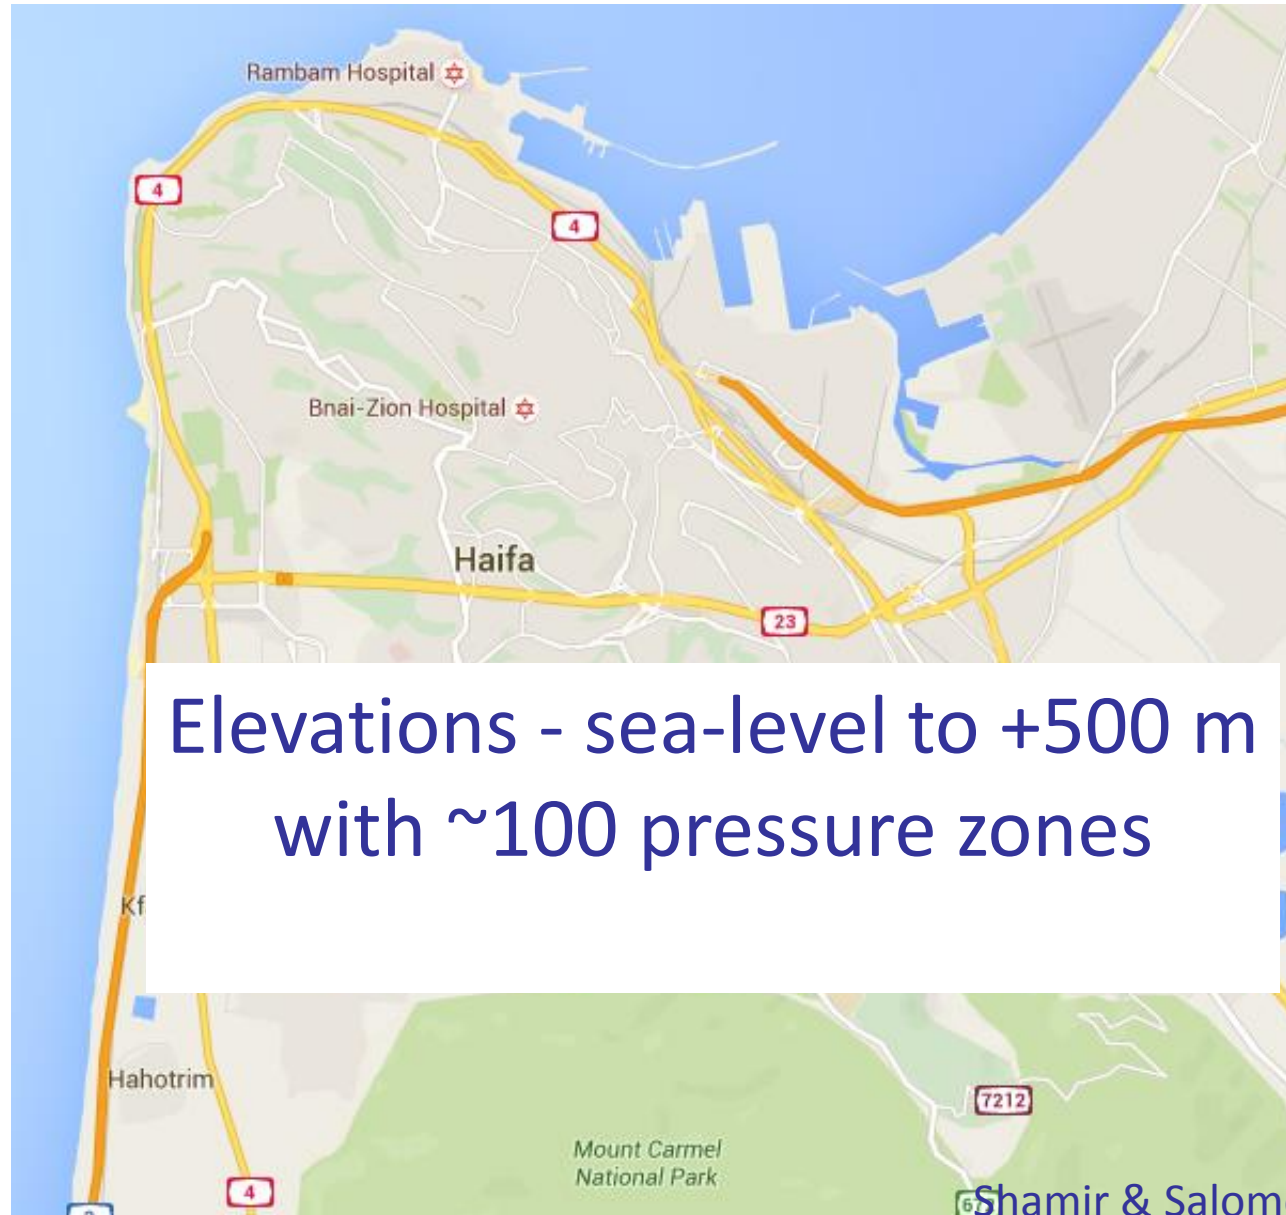 Rambam Hospital
4
4
Bnai-Zion Hospital
Haifa
23
Elevations - sea-level to +500 m
with ~100 pressure zones
Kf
Hahotrim
7212
Mount Carmel
National Park
4
Shamir & Salom